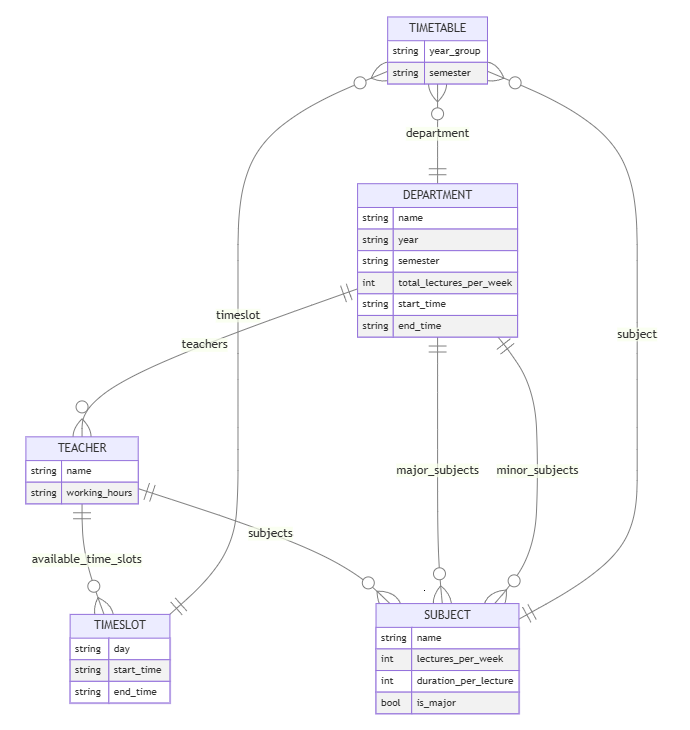 TIMETABLE
string year_group
string semester
department
DEPARTMENT
string name
string year
string semester
int total_lectures_per_week
string start_time
string end_time
timeslot
subject
teachers
TEACHER
string name
string working_hours
major_subjects
minor_subjects
subjects
available_time_slots
SUBJECT
string name
int lectures_per_week
int duration_per_lecture
bool is_major
TIMESLOT
string day
string start_time
string end_time